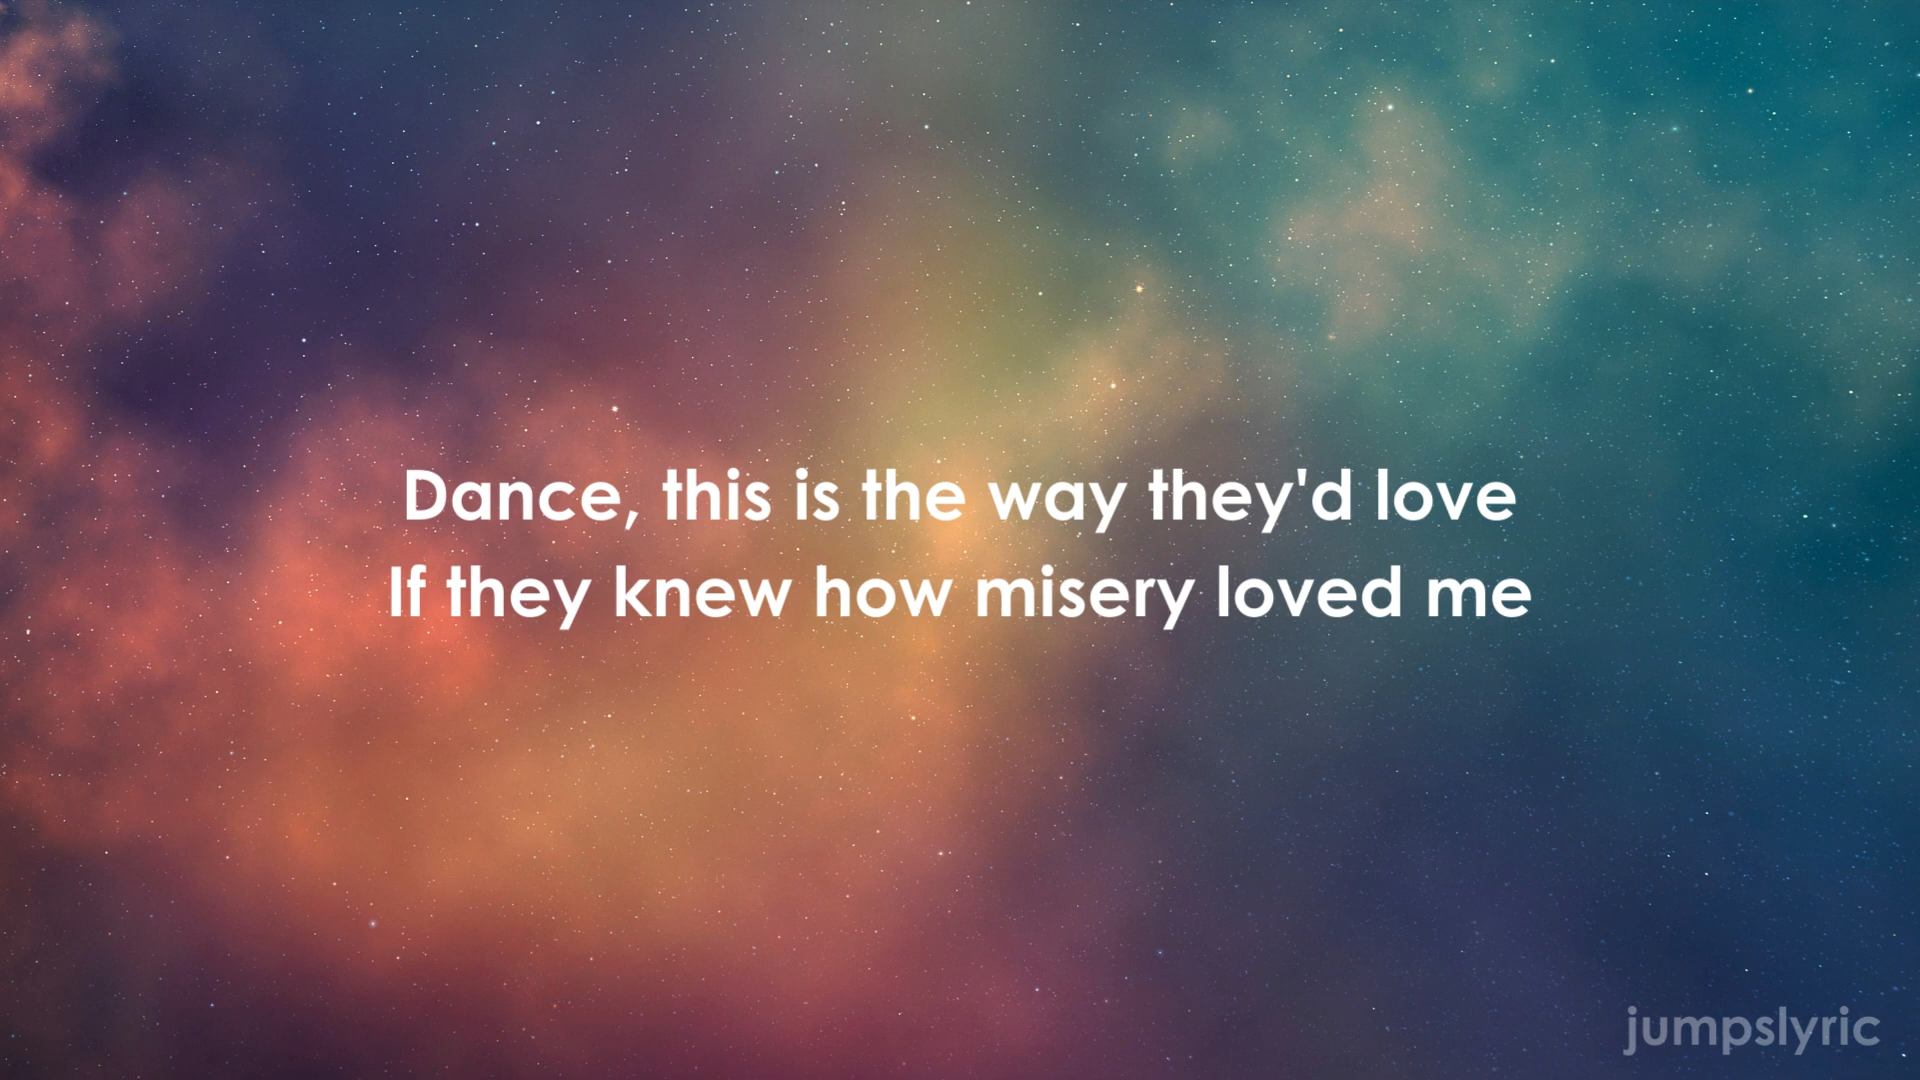 Dance, this is the way they'd love
If they knew how misery loved me
jumpslyric